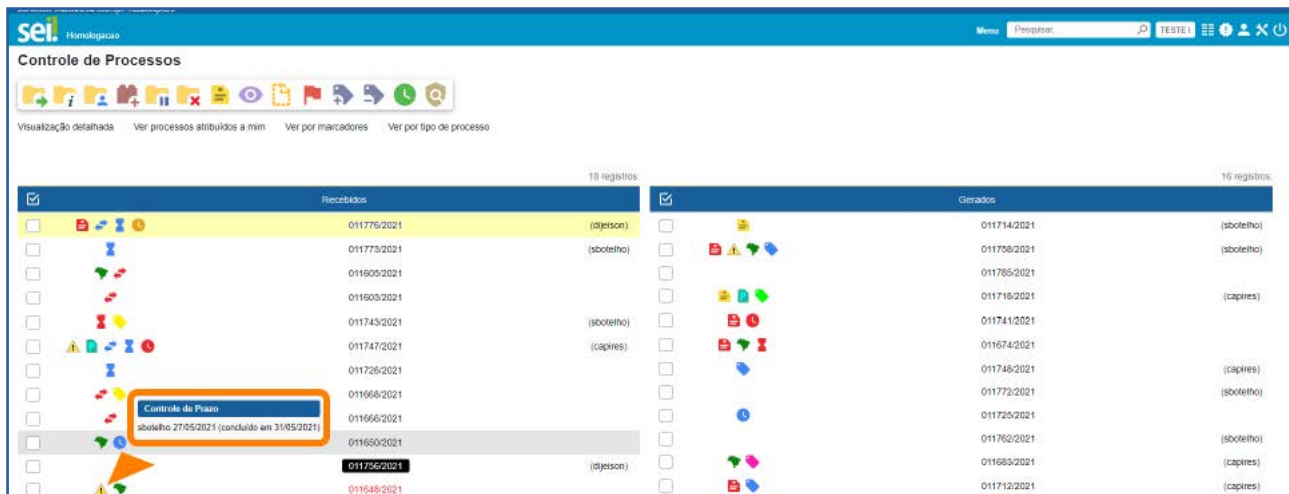 sei! Homologacao
Menu Pesquisar... TESTE
Controle de Processos
Visualização detalhada Ver processos atribuídos a mim Ver por marcadores Ver por tipo de processo
18 registros: 16 registros:
Recebidos Gerados
011776/2021 (dijeison) 011714/2021 (sbotelho)
011773/2021 (sbotelho) 011758/2021 (sbotelho)
011605/2021 011785/2021
011603/2021 011718/2021 (capires)
011743/2021 (sbotelho) 011741/2021
011747/2021 (capires) 011674/2021
011726/2021 011748/2021 (capires)
011668/2021 011772/2021 (sbotelho)
Controle de Prazo
sbotelho 27/05/2021 (concluído em 31/05/2021)
011666/2021 011725/2021
011650/2021 011762/2021 (sbotelho)
011756/2021 (dijeison) 011683/2021 (capires)
011648/2021 011712/2021 (capires)